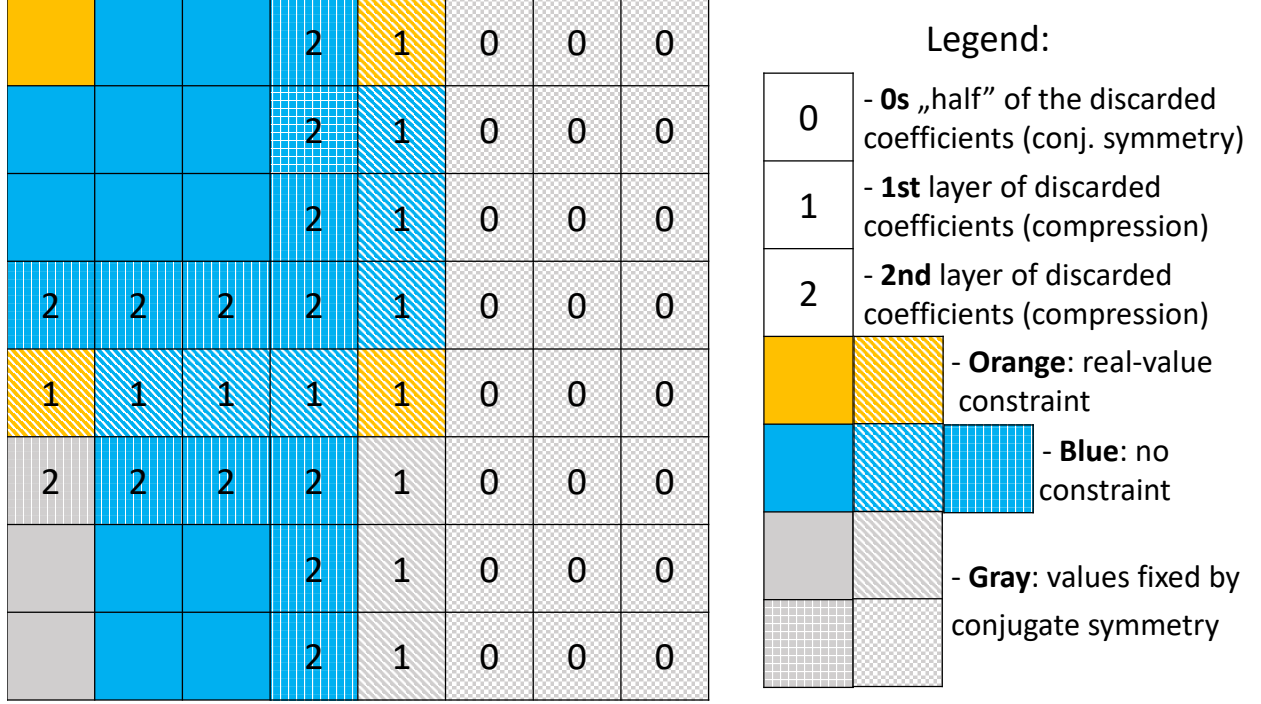 2 1 0 0 0
2 1 0 0 0
2 1 0 0 0
2 2 2 2 1 0 0 0
1 1 1 1 1 0 0 0
2 2 2 2 1 0 0 0
2 1 0 0 0
2 1 0 0 0
Legend:
0
- 0s „half” of the discarded
coefficients (conj. symmetry)
1
- 1st layer of discarded
coefficients (compression)
2
- 2nd layer of discarded
coefficients (compression)
- Orange: real-value
constraint
- Blue: no
constraint
- Gray: values fixed by
conjugate symmetry